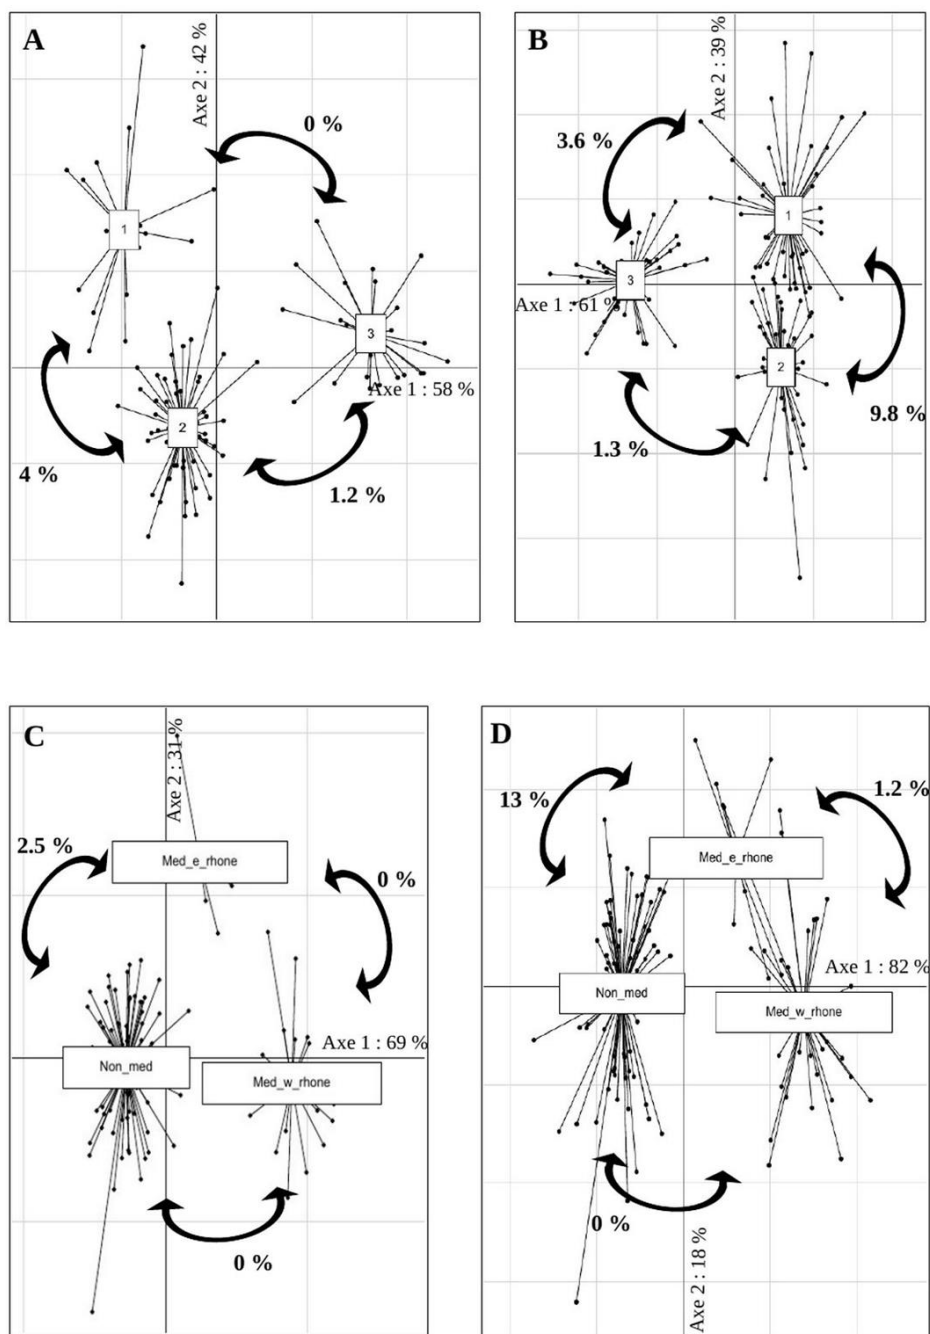 A
Axe 2 : 42 %
0 %
1
3
Axe 1 : 58 %
2
4 %
1.2 %
B
Axe 2 : 39 %
3.6 %
1
3
Axe 1 : 61 %
2
9.8 %
1.3 %
C
Axe 2 : 31 %
2.5 %
Med_e_rhone
0 %
Axe 1 : 69 %
Non_med
Med_w_rhone
0 %
D
13 %
1.2 %
Med_e_rhone
Axe 1 : 82 %
Non_med
Med_w_rhone
0 %
Axe 2 : 18 %